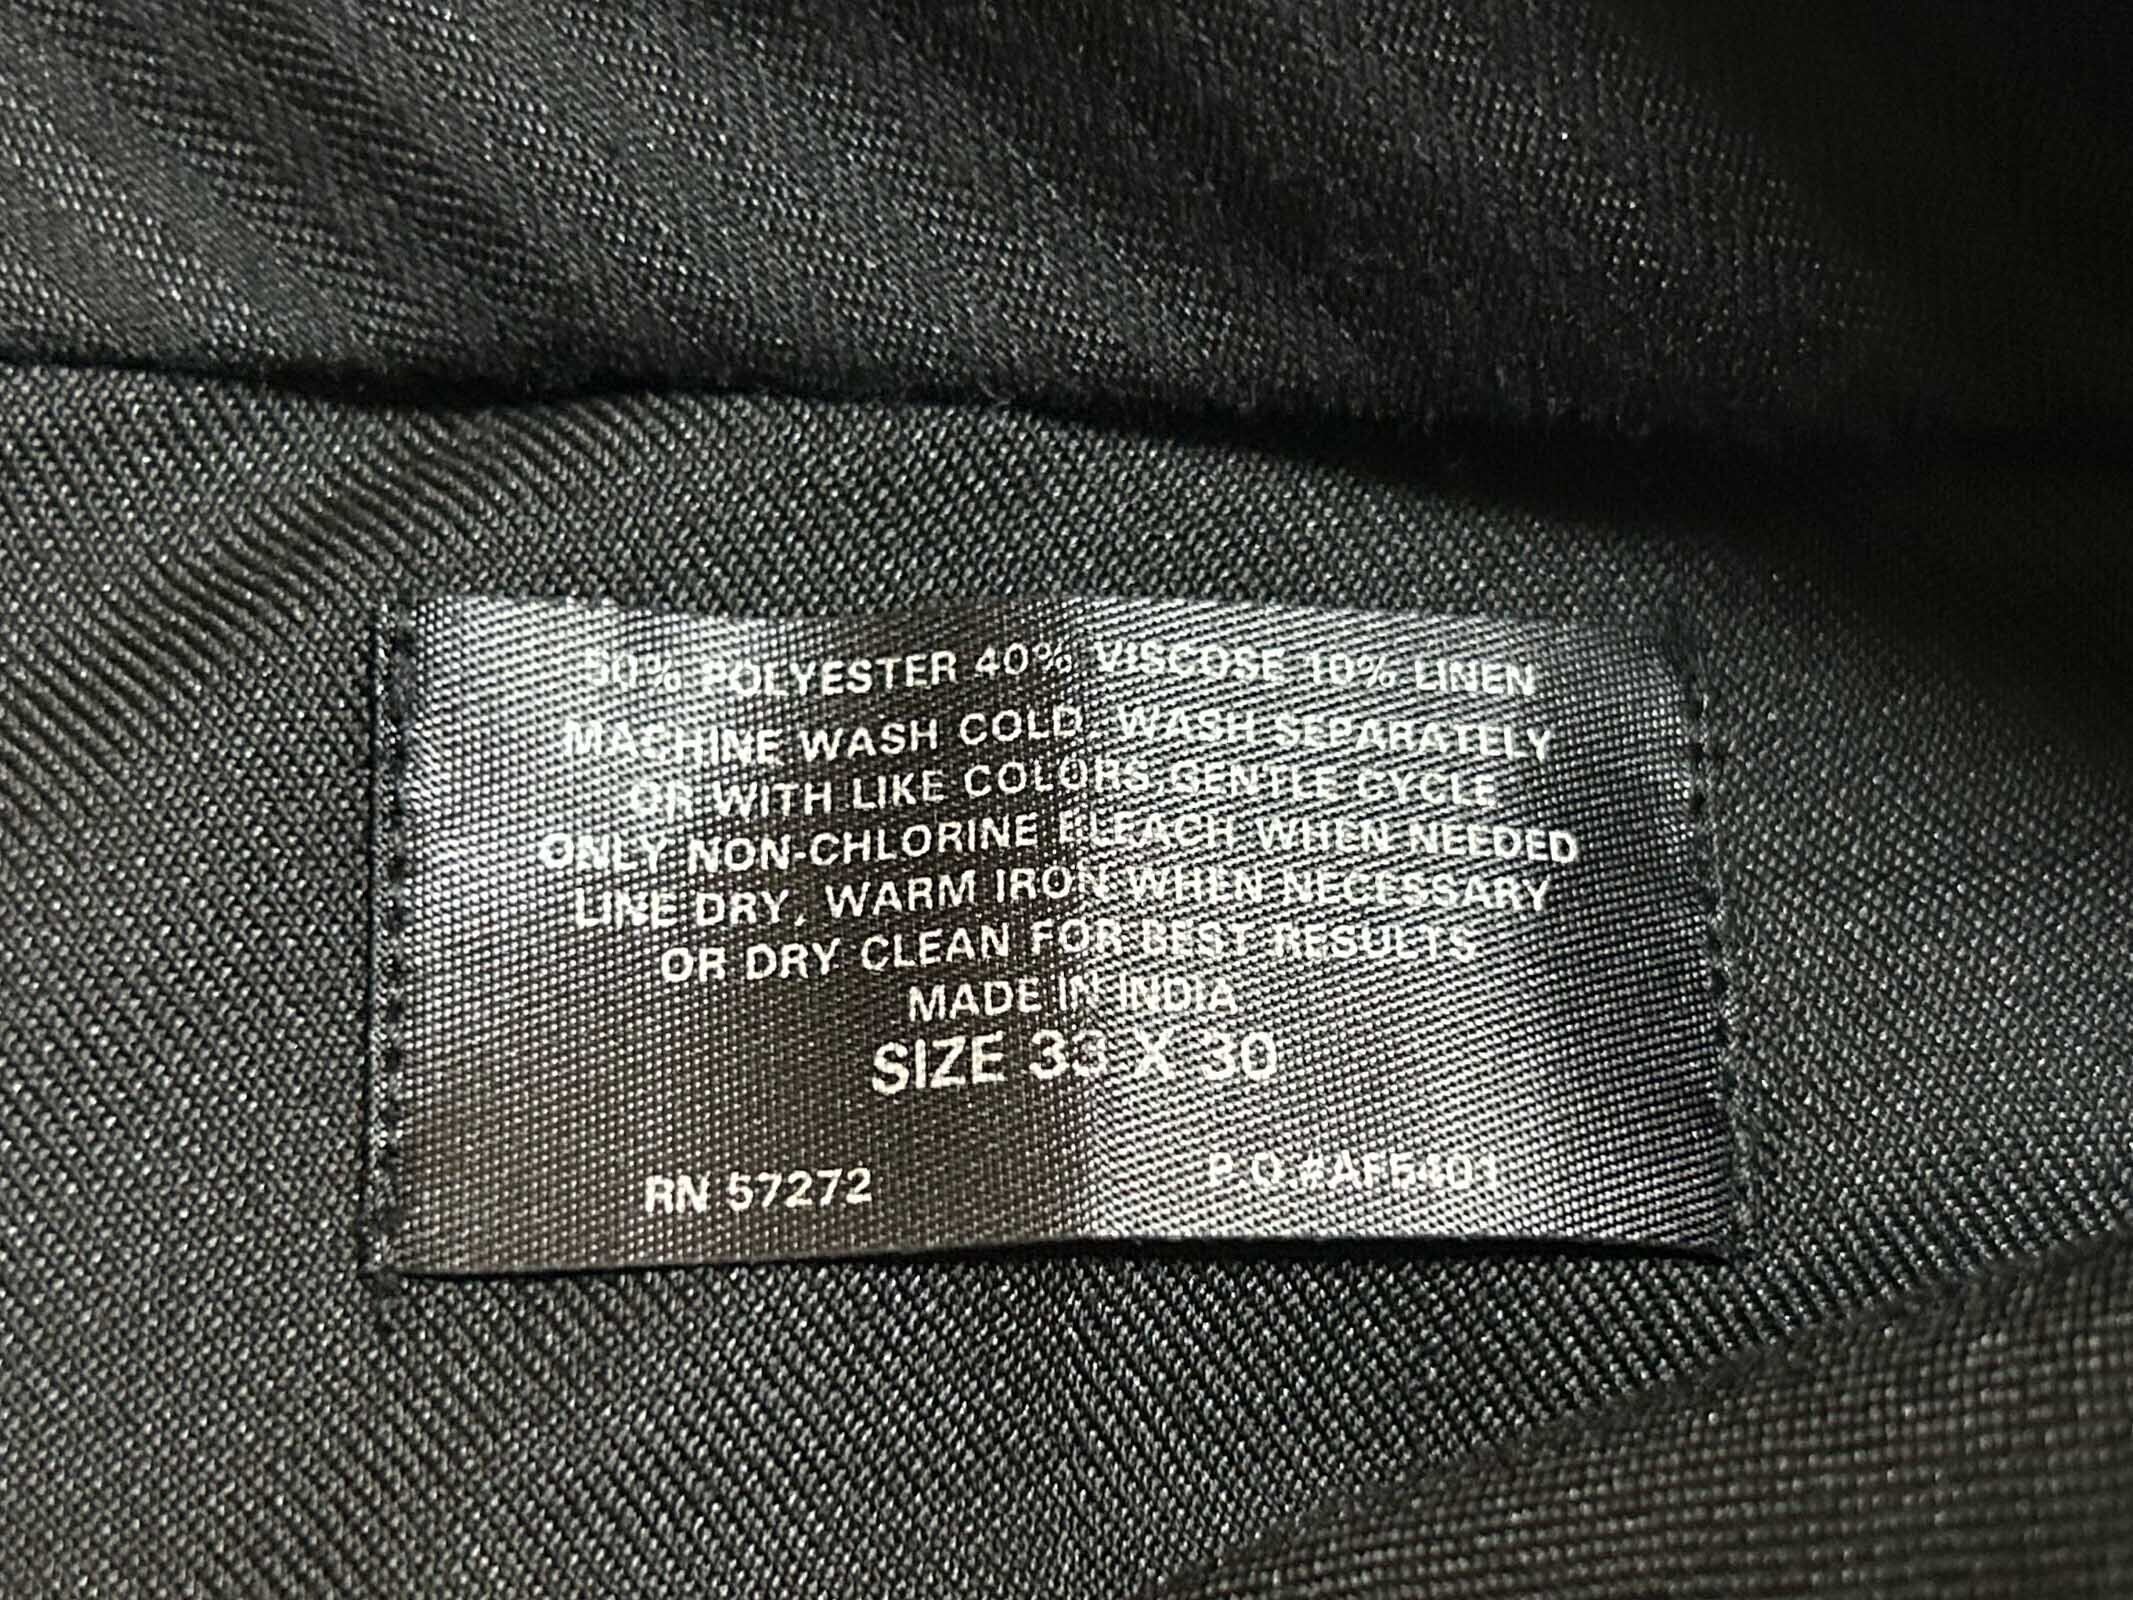 50% POLYESTER 40% VISCOSE 10% LINEN
MACHINE WASH COLD. WASH SEPARATELY
OR WITH LIKE COLORS, GENTLE CYCLE
ONLY NON-CHLORINE BLEACH WHEN NEEDED
LINE DRY, WARM IRON WHEN NECESSARY
OR DRY CLEAN FOR BEST RESULTS
MADE IN INDIA
SIZE 33 X 30
RN 57272
P.O.#AF5401